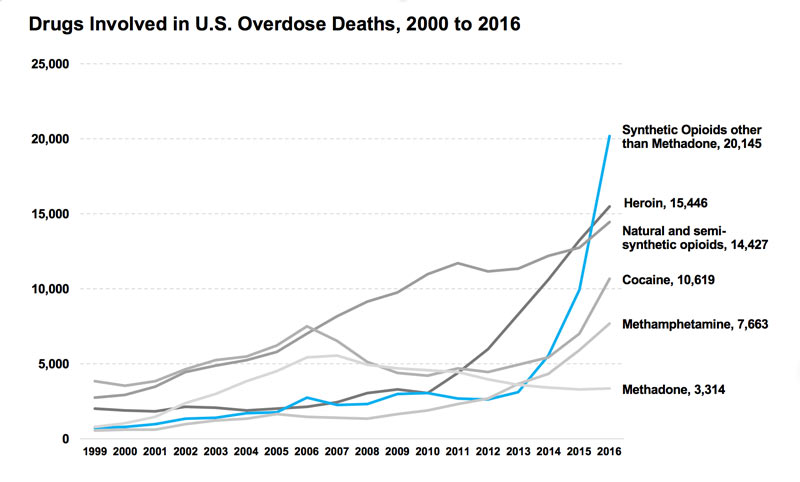 Drugs Involved in U.S. Overdose Deaths, 2000 to 2016
25,000
20,000
15,000
10,000
5,000
0
Synthetic Opioids other
than Methadone, 20,145
Heroin, 15,446
Natural and semi-
synthetic opioids, 14,427
Cocaine, 10,619
Methamphetamine, 7,663
Methadone, 3,314
1999 2000 2001 2002 2003 2004 2005 2006 2007 2008 2009 2010 2011 2012 2013 2014 2015 2016